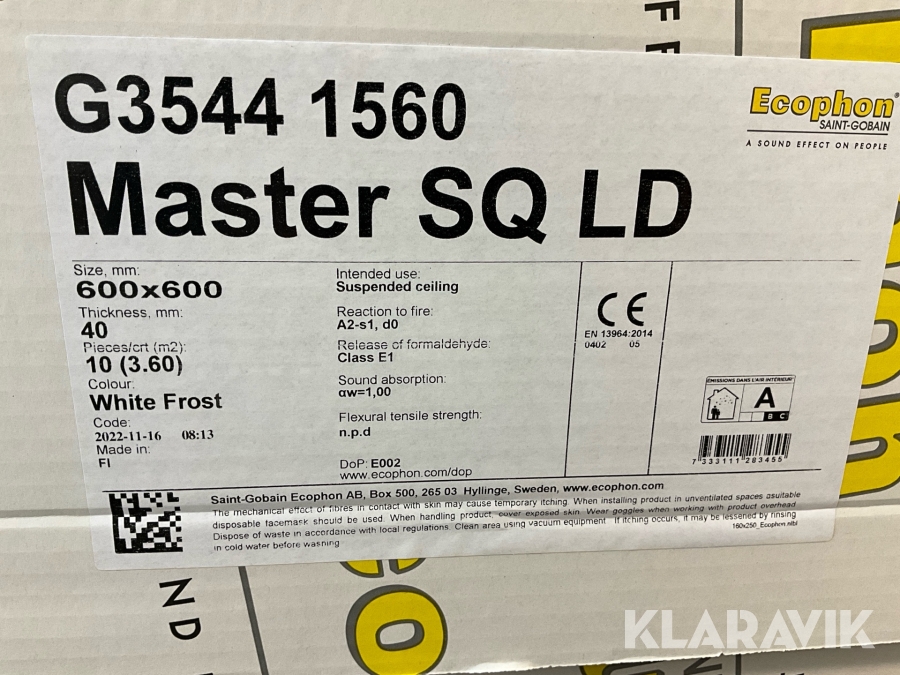 G3544 1560
Master SQ LD
Ecophon
SAINT-GOBAIN
A SOUND EFFECT ON PEOPLE
Size, mm:
600x600
Thickness, mm:
40
Pieces/crt (m2):
10 (3.60)
Colour:
White Frost
Code:
2022-11-16 08:13
Made in:
FI
Intended use:
Suspended ceiling
Reaction to fire:
A2-s1, d0
Release of formaldehyde:
Class E1
Sound absorption:
αw=1,00
Flexural tensile strength:
n.p.d
DoP: E002
www.ecophon.com/dop
CE
EN 13964:2014
0402 05
ÉMISSIONS DANS L'AIR INTÉRIEUR
A
B C
7 333111 283455
Saint-Gobain Ecophon AB, Box 500, 265 03 Hyllinge, Sweden, www.ecophon.com
The mechanical effect of fibres in contact with skin may cause temporary itching. When installing product in unventilated spaces asuitable
disposable facemask should be used. When handling product, cover exposed skin. Wear goggles when working with product overhead
Dispose of waste in accordance with local regulations. Clean area using vacuum equipment. If itching occurs, it may be lessened by rinsing
in cold water before washing
160x250_Ecophon.nlbl
ND
KLARAVIK